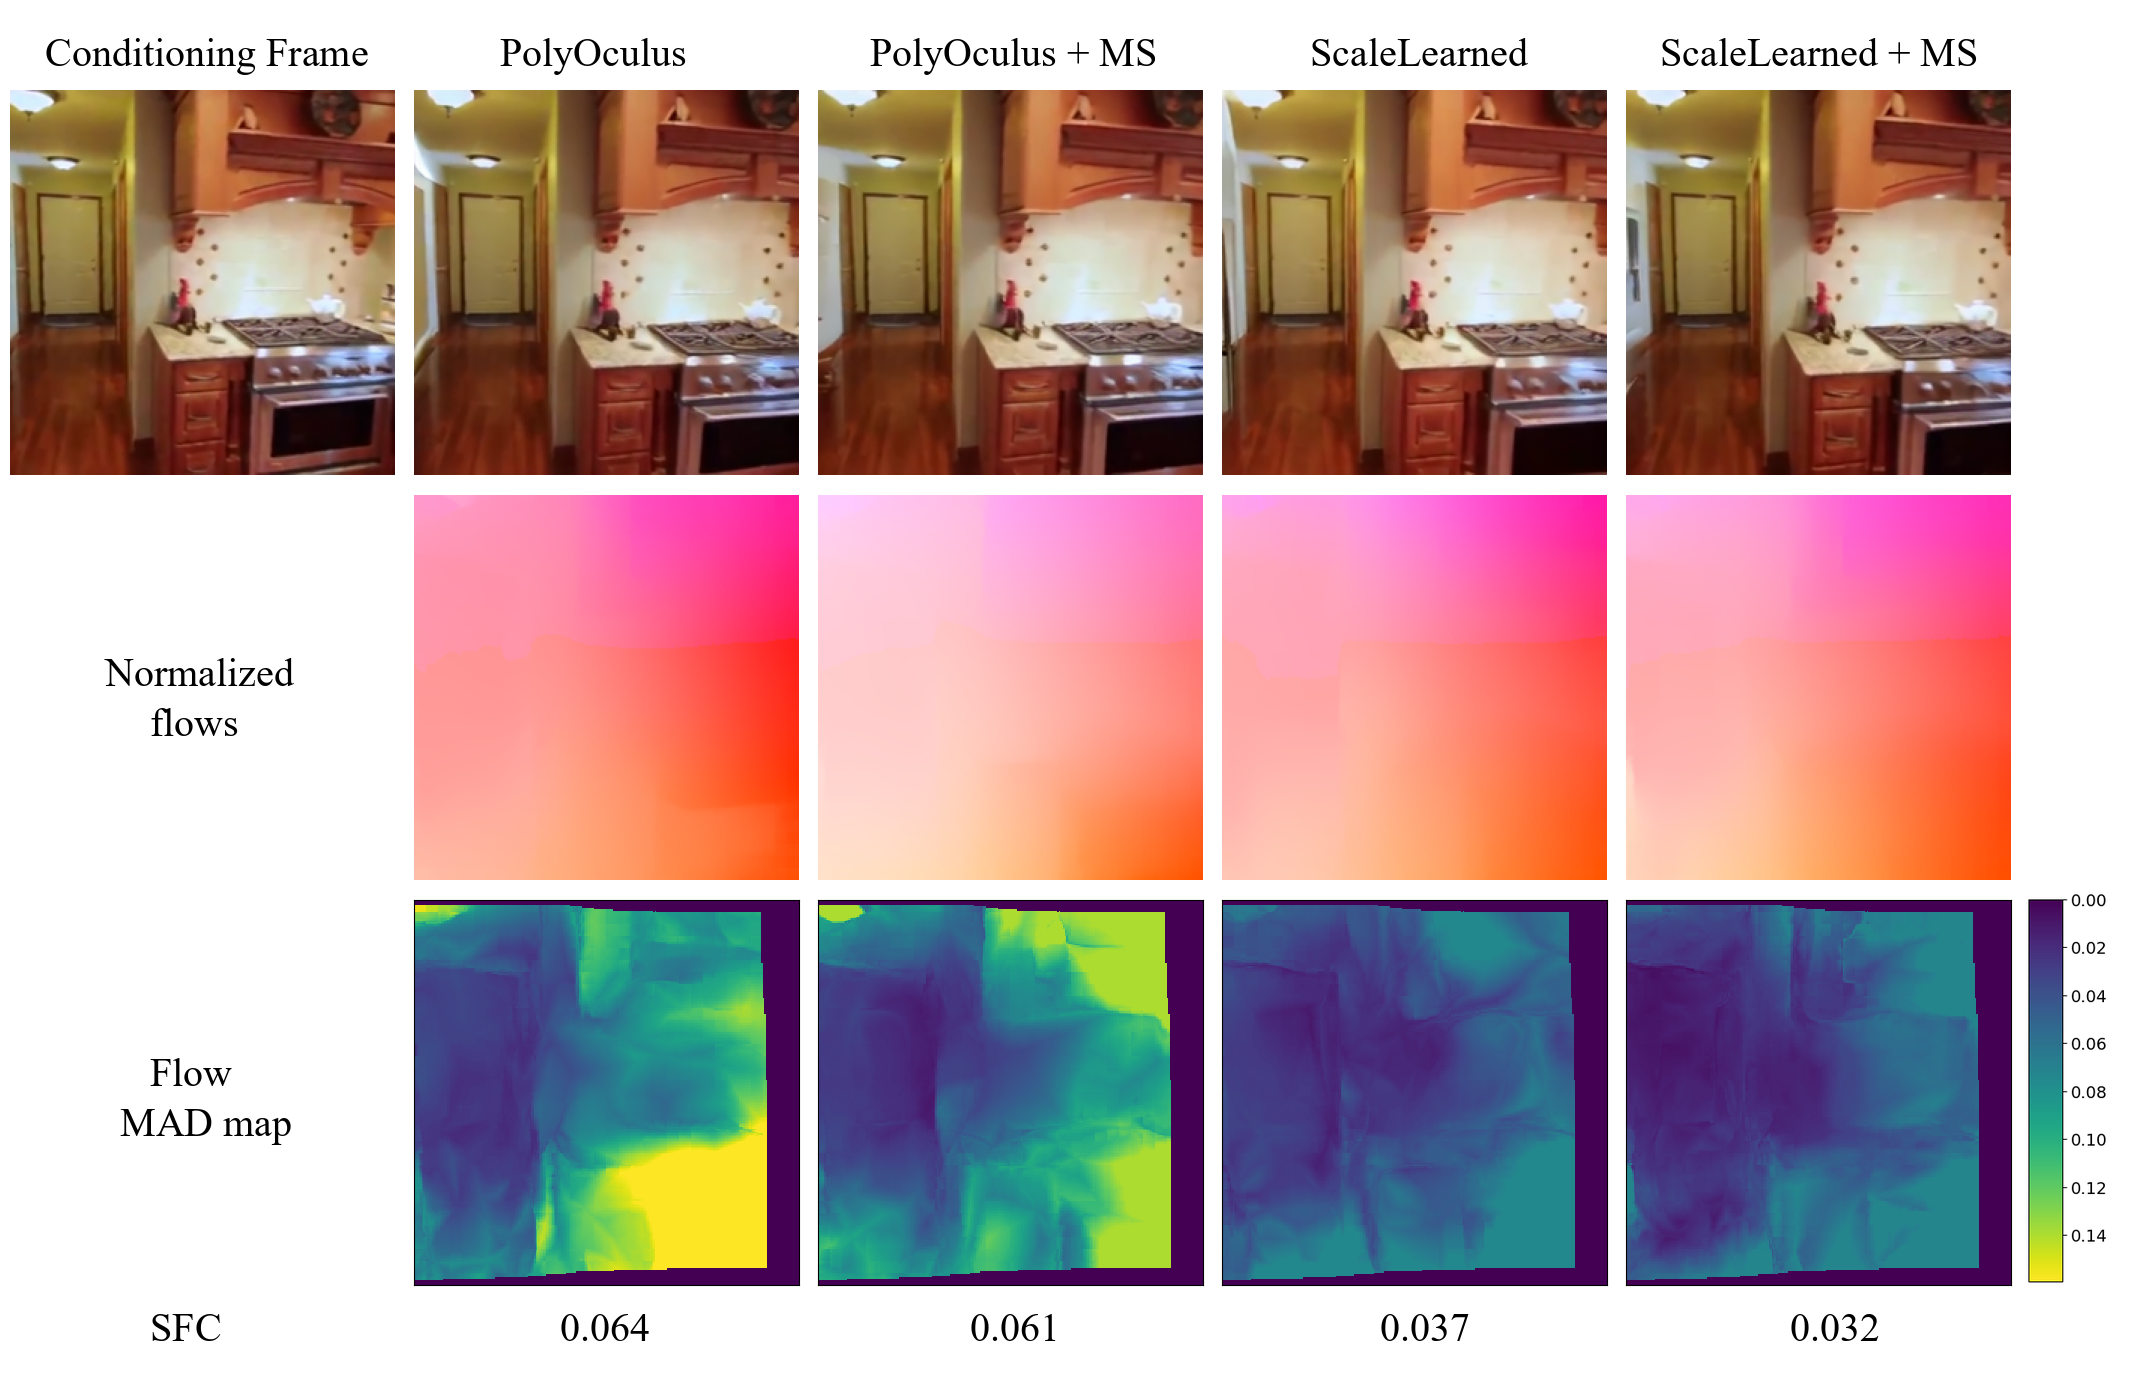 Conditioning Frame
PolyOculus
PolyOculus + MS
ScaleLearned
ScaleLearned + MS
Normalized
flows
Flow
MAD map
0.00
0.02
0.04
0.06
0.08
0.10
0.12
0.14
SFC
0.064
0.061
0.037
0.032